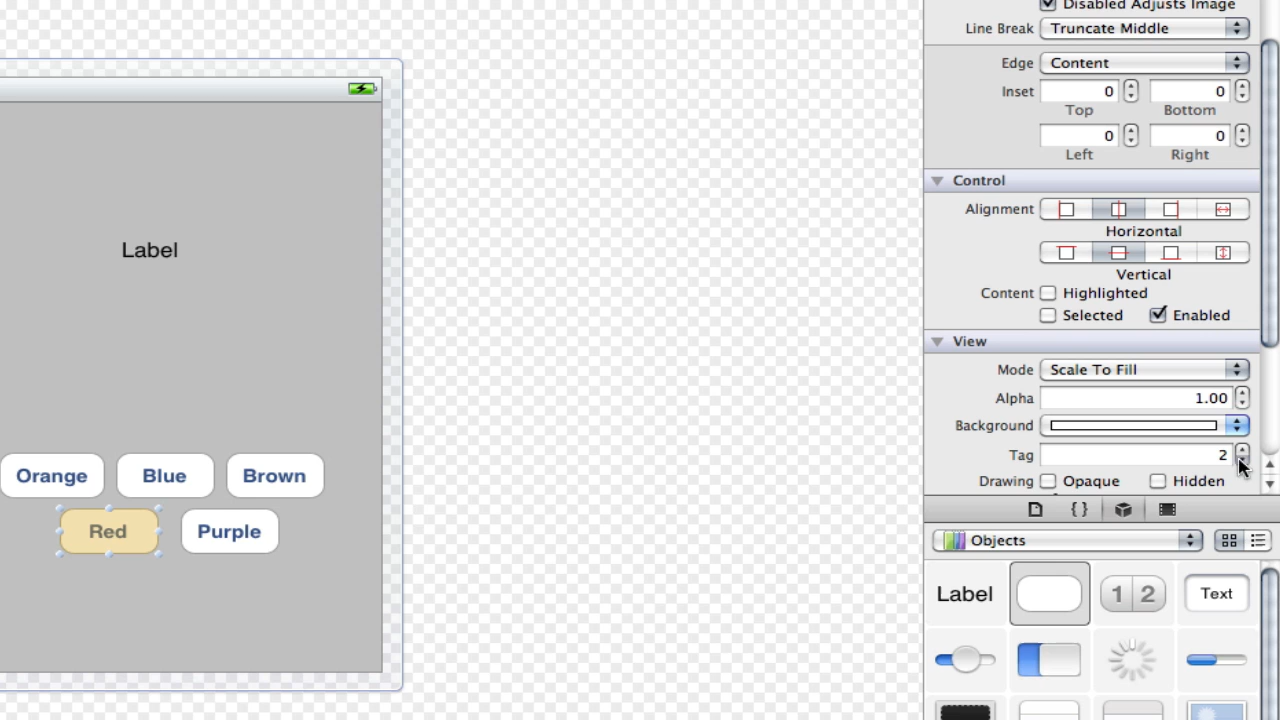 Disabled Adjusts Image
Line Break Truncate Middle
Edge Content
Inset 0 0
Top Bottom
0 0
Left Right
Control
Alignment
Horizontal
Vertical
Content Highlighted
Selected Enabled
View
Mode Scale To Fill
Alpha 1.00
Background
Tag 2
Drawing Opaque Hidden
{ }
Objects
Label 1 2 Text
Label
Orange Blue Brown
Red Purple